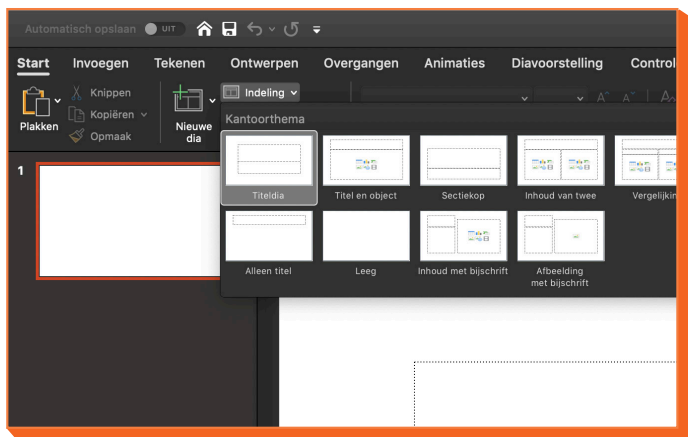 Automatisch opslaan UIT
Start Invoegen Tekenen Ontwerpen Overgangen Animaties Diavoorstelling Control
Plakken
Knippen
Kopiëren
Opmaak
Nieuwe
dia
Indeling
Kantoorthema
Titeldia Titel en object Sectiekop Inhoud van twee Vergelijkin
Alleen titel Leeg Inhoud met bijschrift Afbeelding
met bijschrift
1